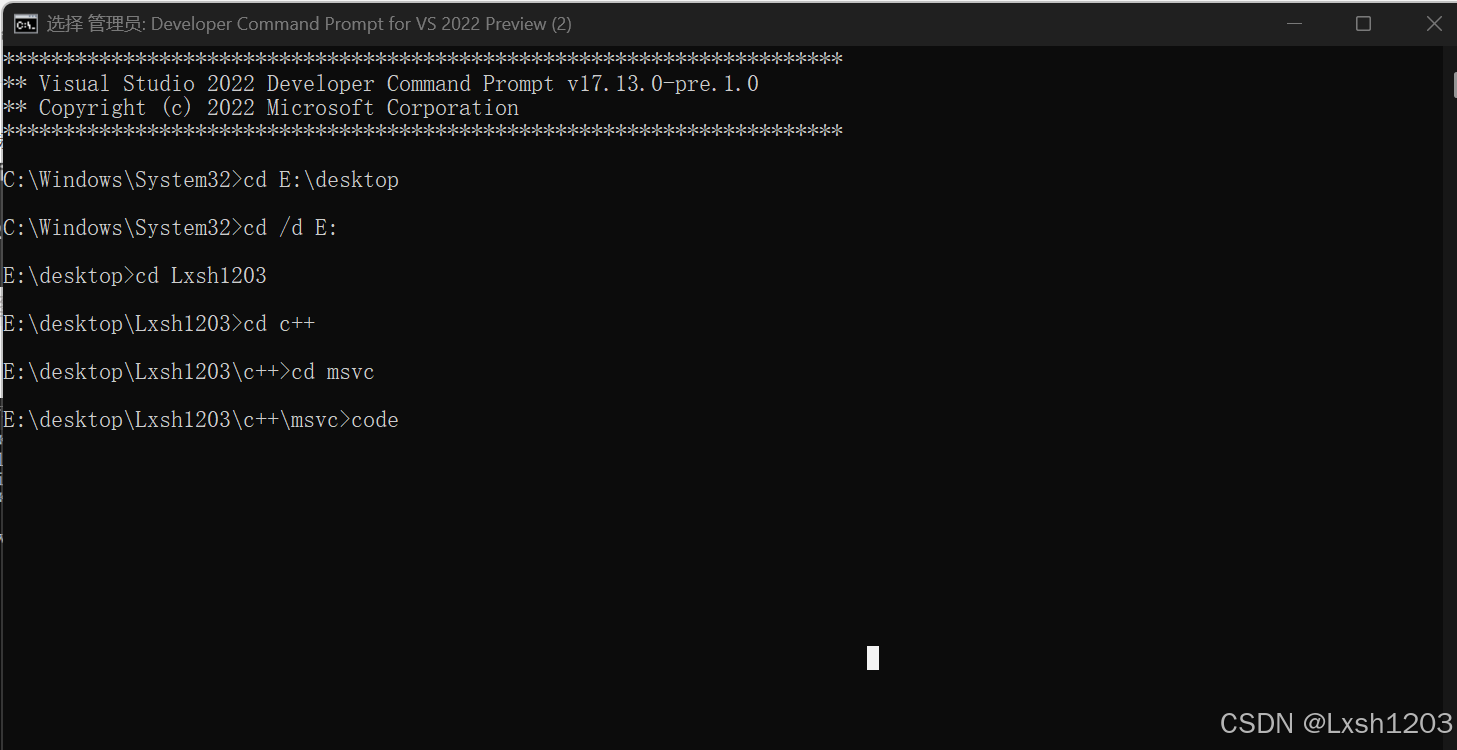 选择 管理员: Developer Command Prompt for VS 2022 Preview (2)
**********************************************************************
** Visual Studio 2022 Developer Command Prompt v17.13.0-pre.1.0
** Copyright (c) 2022 Microsoft Corporation
**********************************************************************
C:\Windows\System32>cd E:\desktop
C:\Windows\System32>cd /d E:
E:\desktop>cd Lxsh1203
E:\desktop\Lxsh1203>cd c++
E:\desktop\Lxsh1203\c++>cd msvc
E:\desktop\Lxsh1203\c++\msvc>code
CSDN @Lxsh1203